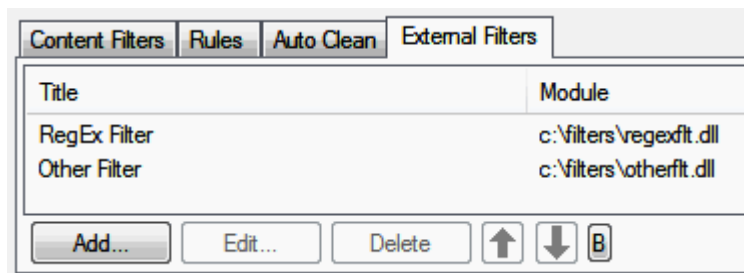 Content Filters Rules Auto Clean External Filters
Title Module
RegEx Filter c:\filters\regexflt.dll
Other Filter c:\filters\otherflt.dll
Add... Edit... Delete B